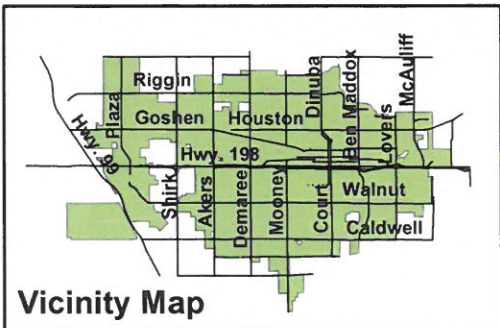 Riggin
Plaza
Goshen
Houston
Dinuba
Ben Maddox
Lovers
McAuliff
Hwy. 99
Hwy. 198
Shirk
Akers
Demaree
Mooney
Court
Walnut
Caldwell
Vicinity Map